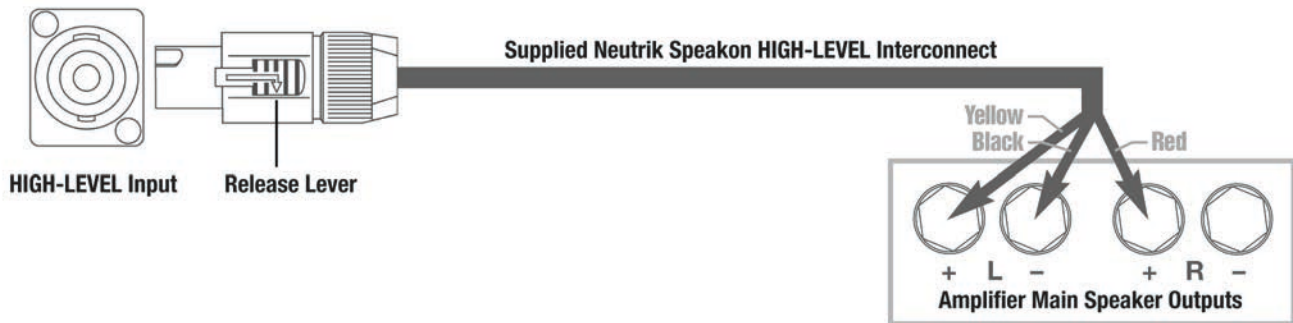 Supplied Neutrik Speakon HIGH-LEVEL Interconnect
Yellow
Black
Red
HIGH-LEVEL Input
Release Lever
+ L - + R -
Amplifier Main Speaker Outputs